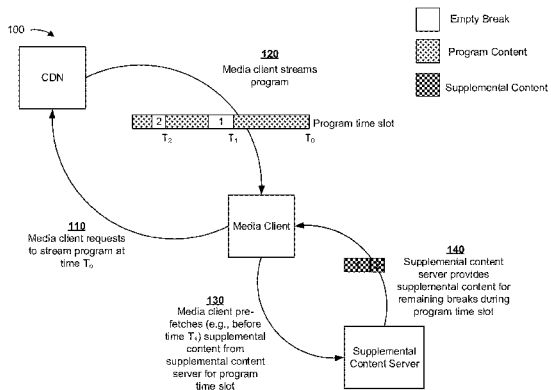 100
CDN
120
Media client streams
program
Empty Break
Program Content
Supplemental Content
2
1
Program time slot
T2
T1
T0
110
Media client requests
to stream program at
time T0
Media Client
130
Media client pre-
fetches (e.g., before
time T1) supplemental
content from
supplemental content
server for program
time slot
140
Supplemental content
server provides
supplemental content for
remaining breaks during
program time slot
Supplemental
Content Server